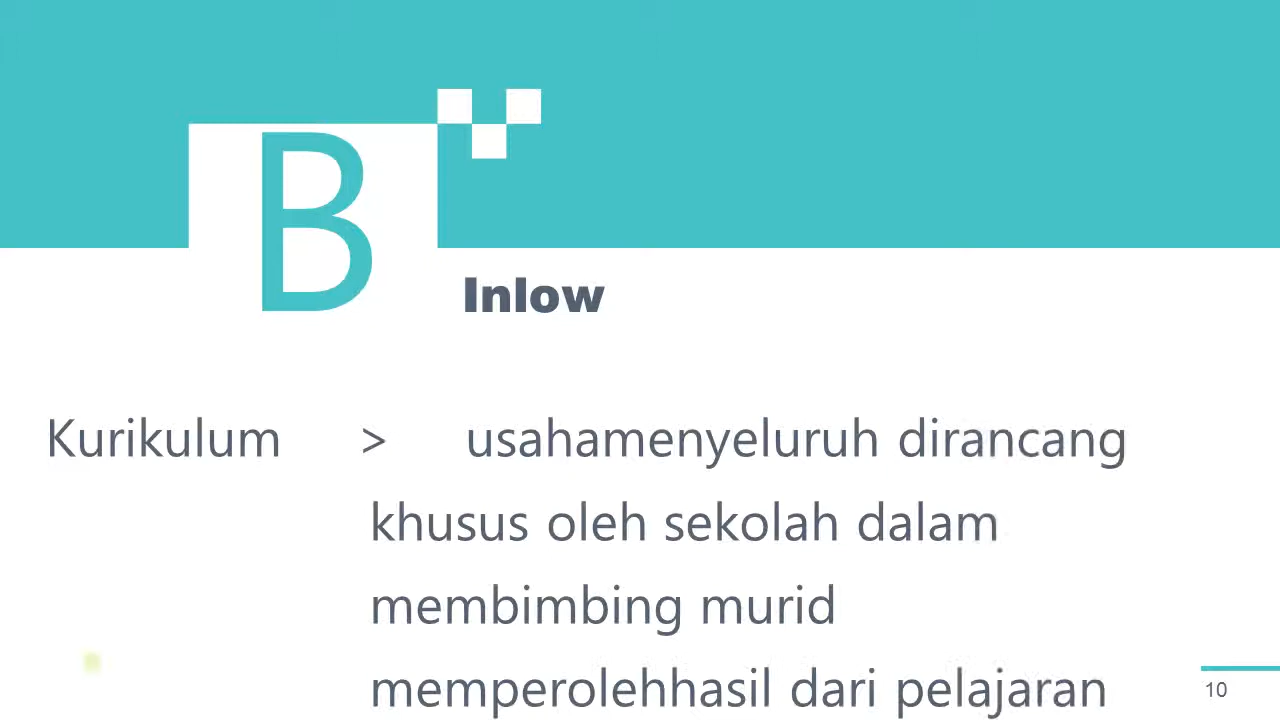 B
Inlow
Kurikulum > usahamenyeluruh dirancang
khusus oleh sekolah dalam
membimbing murid
memperolehhasil dari pelajaran
10